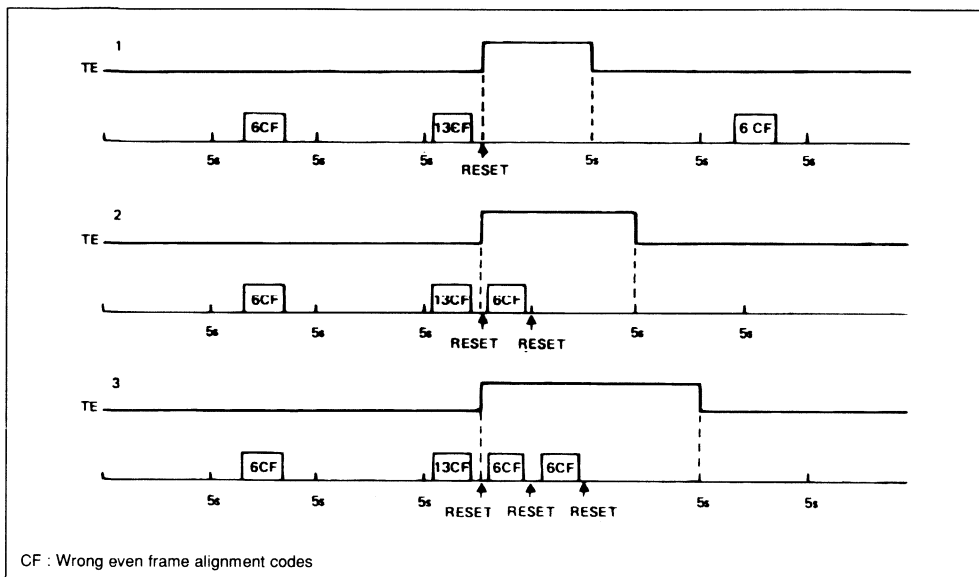 1
TE
6CF 13CF 6 CF
5s 5s 5s 5s 5s 5s
RESET
2
TE
6CF 13CF 6CF
5s 5s 5s 5s 5s
RESET RESET
3
TE
6CF 13CF 6CF 6CF
5s 5s 5s 5s 5s
RESET RESET RESET
CF : Wrong even frame alignment codes